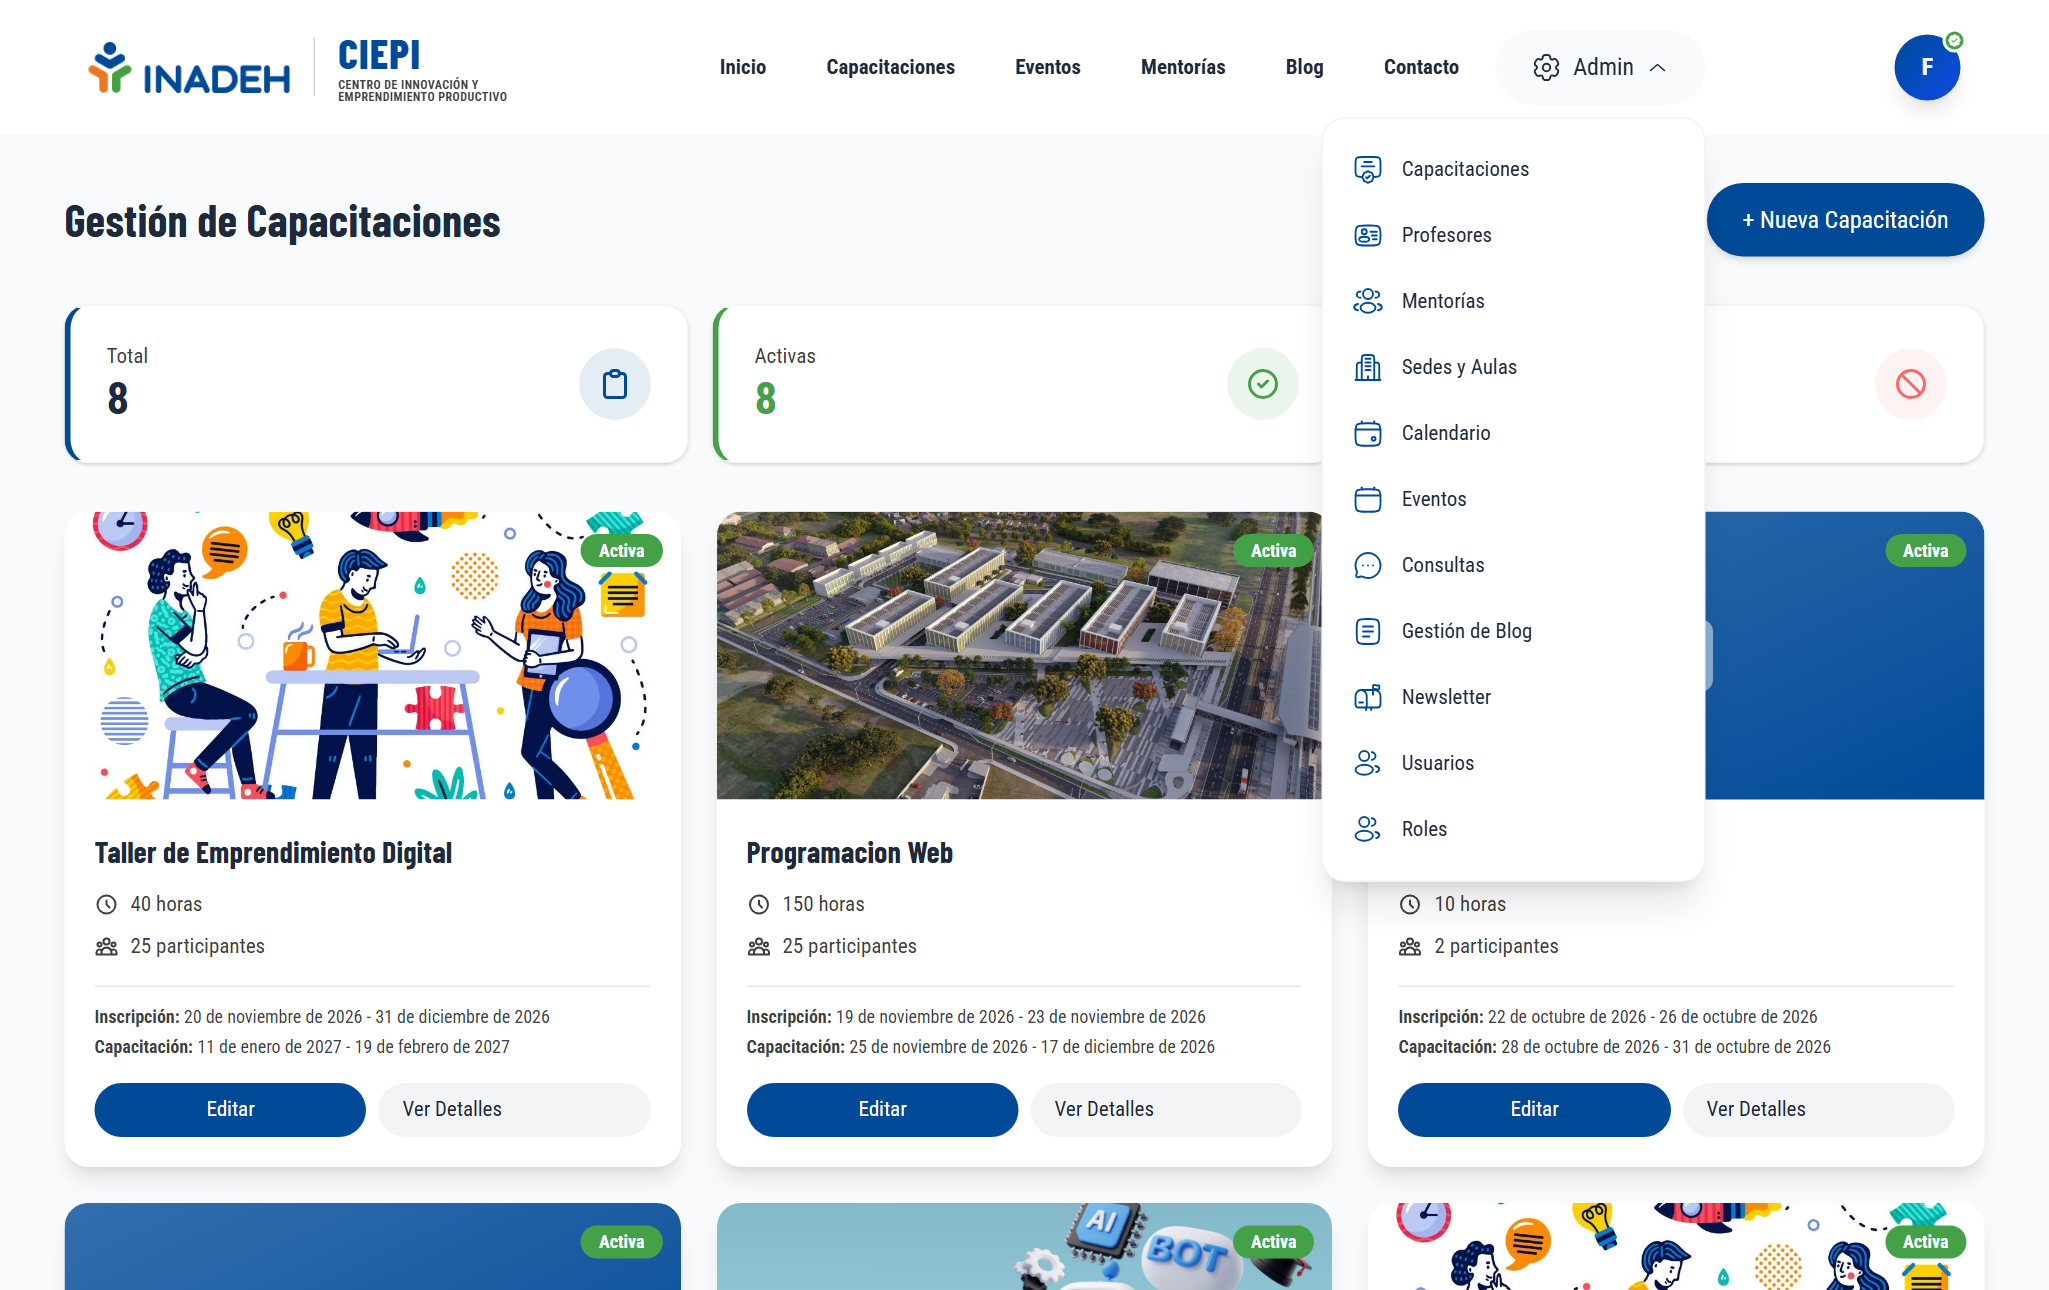 INADEH
CIEPI
CENTRO DE INNOVACIÓN Y
EMPRENDIMIENTO PRODUCTIVO
Inicio
Capacitaciones
Eventos
Mentorías
Blog
Contacto
Admin
F
Capacitaciones
Profesores
Mentorías
Sedes y Aulas
Calendario
Eventos
Consultas
Gestión de Blog
Newsletter
Usuarios
Roles
Gestión de Capacitaciones
+ Nueva Capacitación
Total
8
Activas
8
Activa
Taller de Emprendimiento Digital
40 horas
25 participantes
Inscripción: 20 de noviembre de 2026 - 31 de diciembre de 2026
Capacitación: 11 de enero de 2027 - 19 de febrero de 2027
Editar
Ver Detalles
Activa
Programacion Web
150 horas
25 participantes
Inscripción: 19 de noviembre de 2026 - 23 de noviembre de 2026
Capacitación: 25 de noviembre de 2026 - 17 de diciembre de 2026
Editar
Ver Detalles
Activa
10 horas
2 participantes
Inscripción: 22 de octubre de 2026 - 26 de octubre de 2026
Capacitación: 28 de octubre de 2026 - 31 de octubre de 2026
Editar
Ver Detalles
Activa
AI
BOT
Activa
Activa